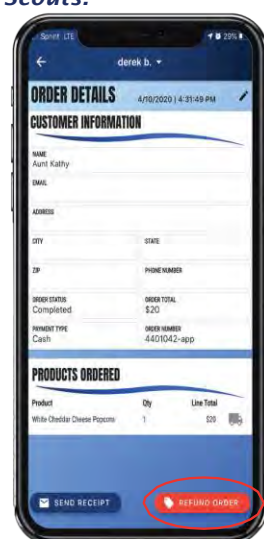 Scouts.
Sprint LTE 29%
derek b.
ORDER DETAILS 4/10/2020 | 4:31:49 PM
CUSTOMER INFORMATION
NAME
Aunt Kathy
EMAIL
ADDRESS
CITY STATE
ZIP PHONE NUMBER
ORDER STATUS ORDER TOTAL
Completed $20
PAYMENT TYPE ORDER NUMBER
Cash 4401042-app
PRODUCTS ORDERED
Product Qty Line Total
White Cheddar Cheese Popcorn 1 $20
SEND RECEIPT REFUND ORDER